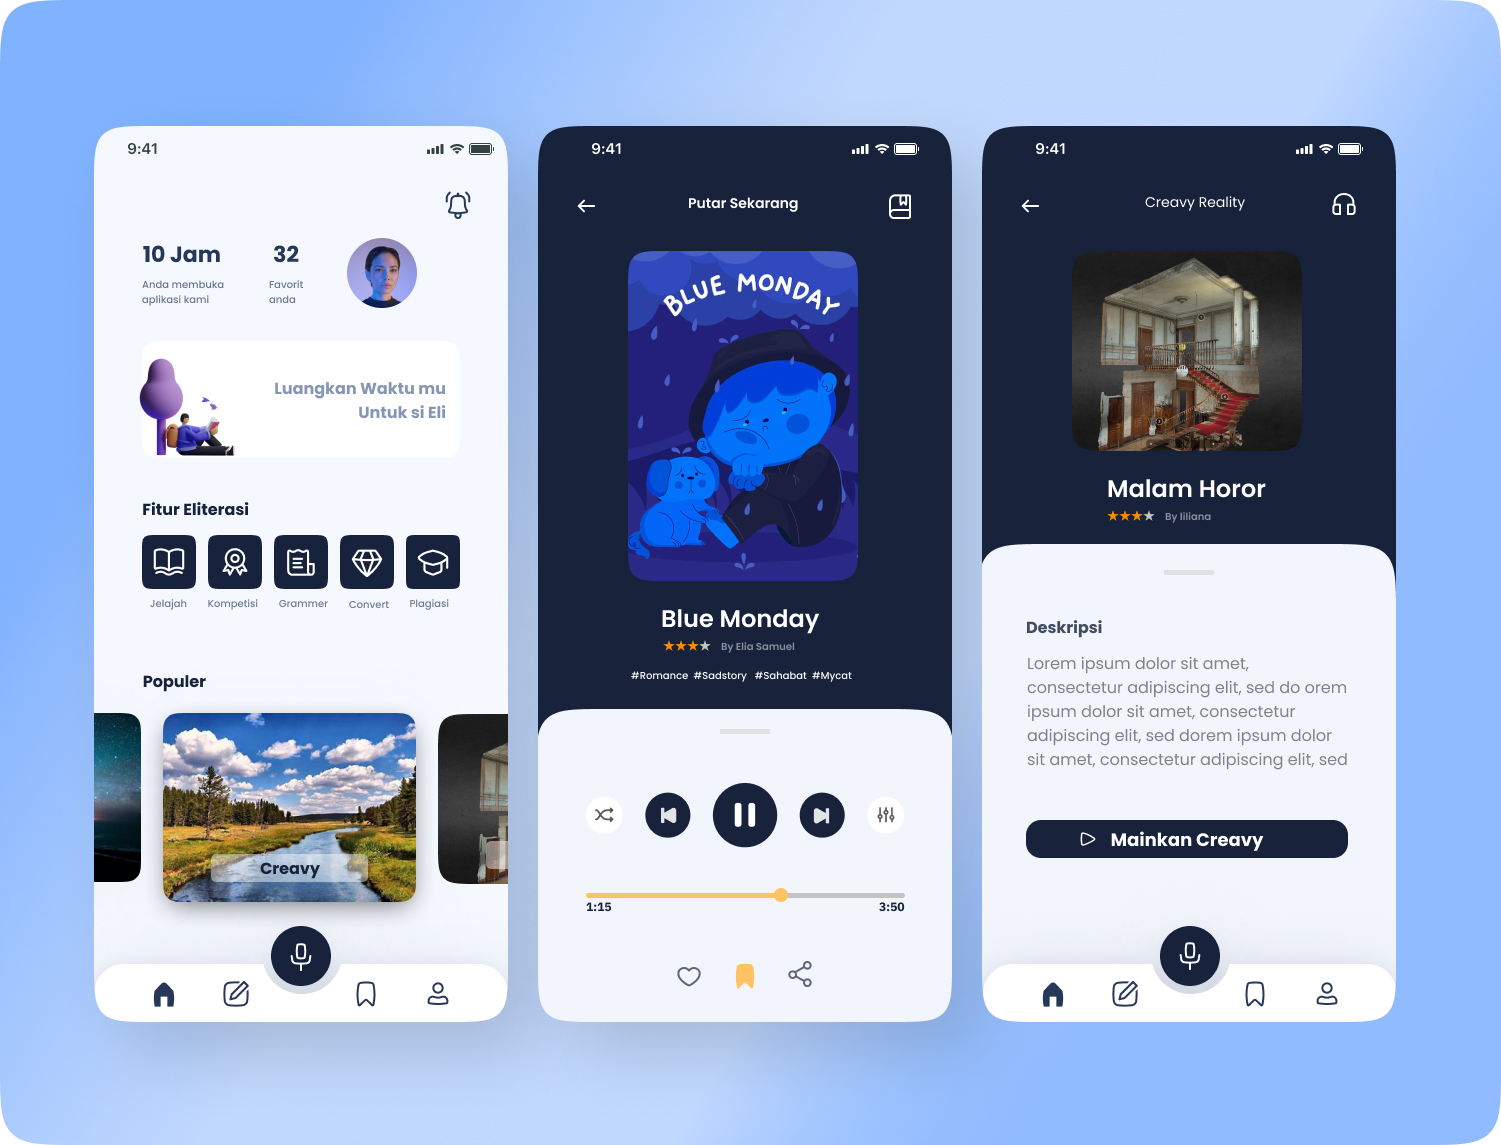 9:41
10 Jam
32
Anda membuka
aplikasi kami
Favorit
anda
Luangkan Waktu mu
Untuk si Eli
Fitur Eliterasi
Jelajah
Kompetisi
Grammer
Convert
Plagiasi
Populer
Creavy
9:41
Putar Sekarang
BLUE MONDAY
Blue Monday
By Elia Samuel
#Romance #Sadstory #Sahabat #Mycat
1:15
3:50
9:41
Creavy Reality
Malam Horor
By liliana
Deskripsi
Lorem ipsum dolor sit amet,
consectetur adipiscing elit, sed do orem
ipsum dolor sit amet, consectetur
adipiscing elit, sed dorem ipsum dolor
sit amet, consectetur adipiscing elit, sed
Mainkan Creavy